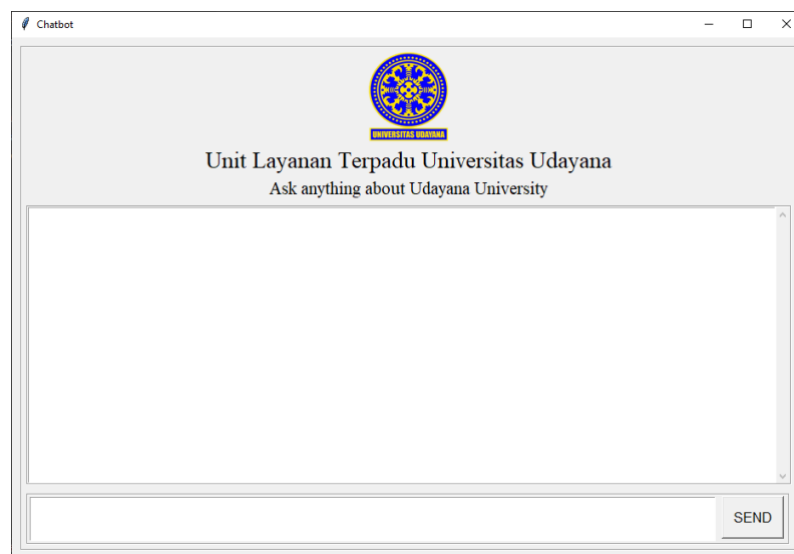 Chatbot
UNIVERSITAS UDAYANA
Unit Layanan Terpadu Universitas Udayana
Ask anything about Udayana University
SEND